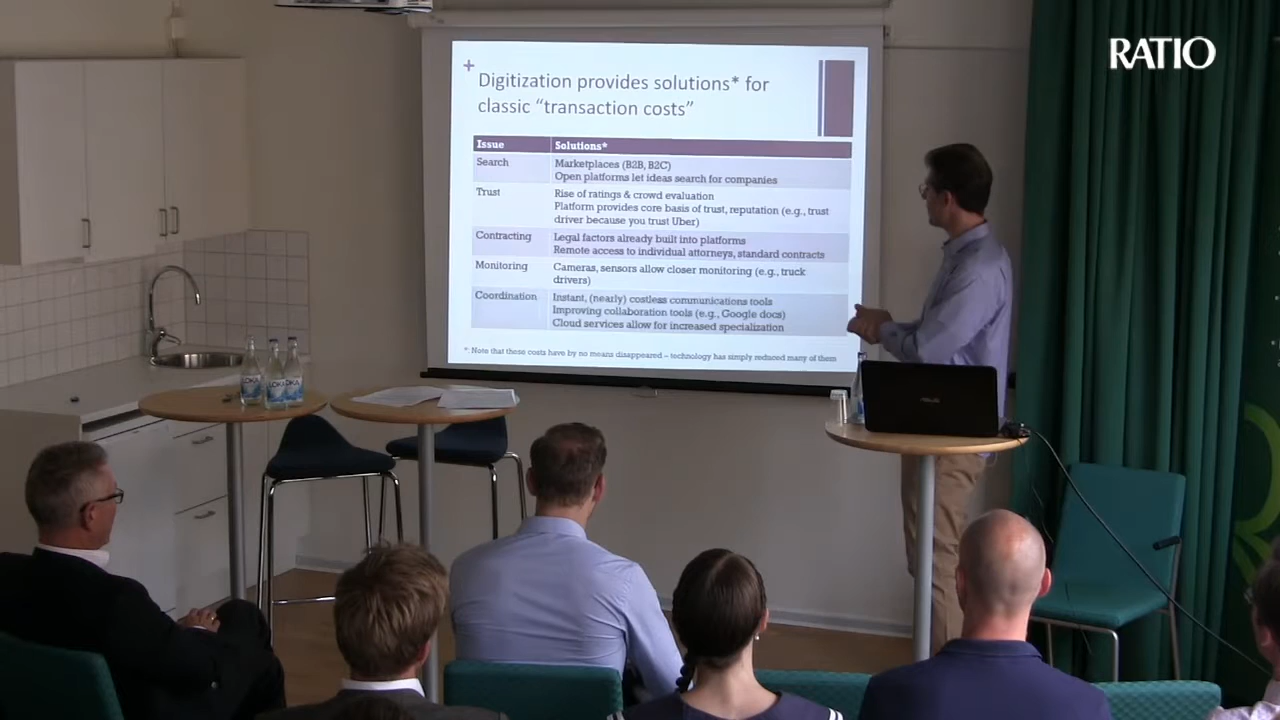 RATIO
+
Digitization provides solutions* for
classic “transaction costs”
Issue Solutions*
Search Marketplaces (B2B, B2C)
Open platforms let ideas search for companies
Trust Rise of ratings & crowd evaluation
Platform provides core basis of trust, reputation (e.g., trust
driver because you trust Uber)
Contracting Legal factors already built into platforms
Remote access to individual attorneys, standard contracts
Monitoring Cameras, sensors allow closer monitoring (e.g., truck
drivers)
Coordination Instant, (nearly) costless communications tools
Improving collaboration tools (e.g., Google docs)
Cloud services allow for increased specialization
*: Note that these costs have by no means disappeared – technology has simply reduced many of them
LOKA
ASUS